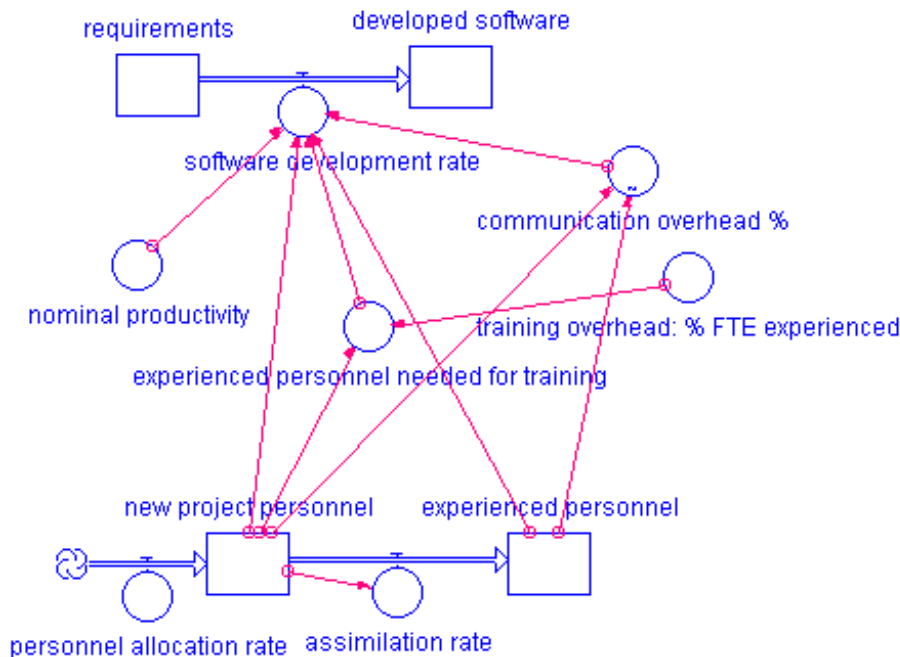 requirements
developed software
software development rate
communication overhead %
nominal productivity
training overhead: % FTE experienced
experienced personnel needed for training
new project personnel
experienced personnel
personnel allocation rate
assimilation rate